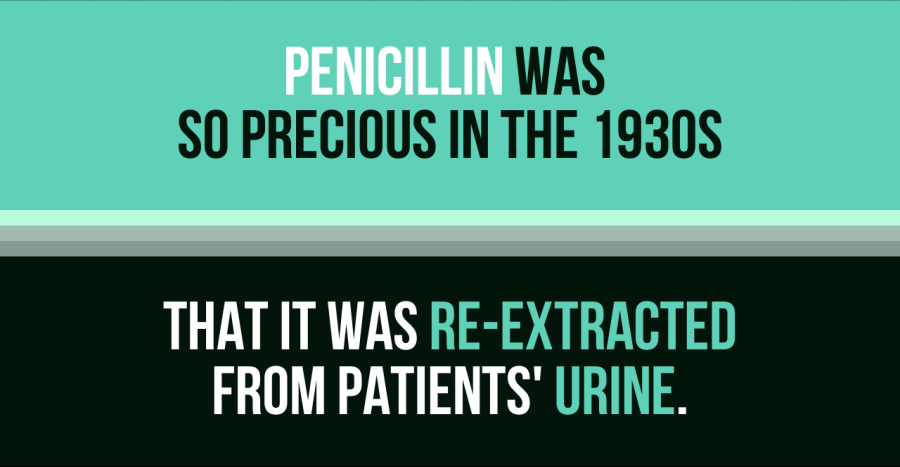 PENICILLIN WAS
SO PRECIOUS IN THE 1930S
THAT IT WAS RE-EXTRACTED
FROM PATIENTS' URINE.